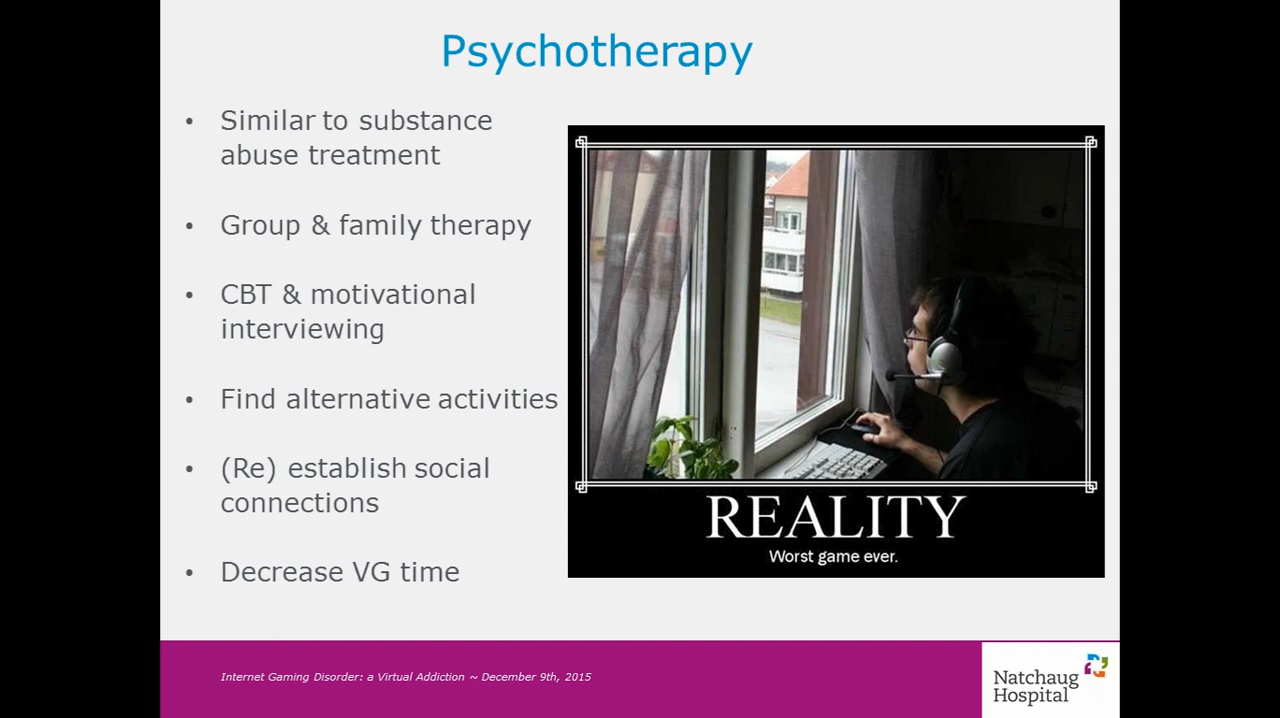 Psychotherapy
• Similar to substance
abuse treatment
• Group & family therapy
• CBT & motivational
interviewing
• Find alternative activities
• (Re) establish social
connections
• Decrease VG time
REALITY
Worst game ever.
Internet Gaming Disorder: a Virtual Addiction ~ December 9th, 2015
Natchaug
Hospital